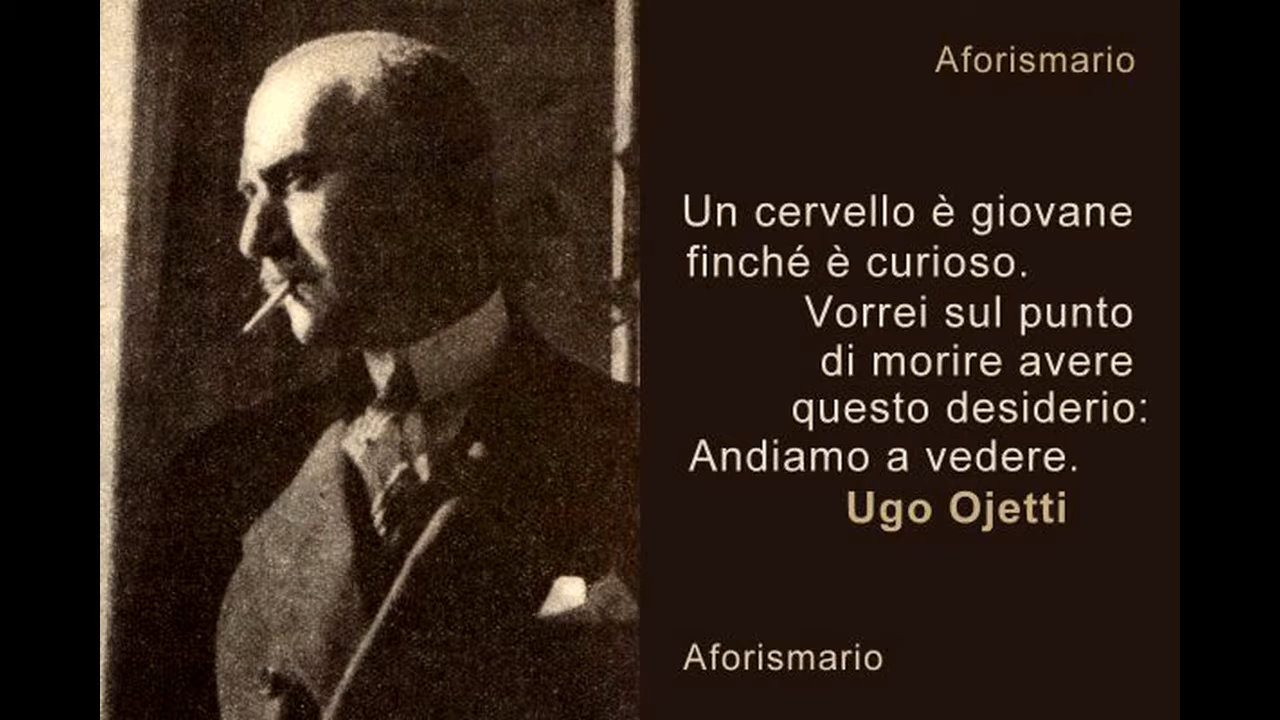 Aforismario
Un cervello è giovane
finché è curioso.
Vorrei sul punto
di morire avere
questo desiderio:
Andiamo a vedere.
Ugo Ojetti
Aforismario